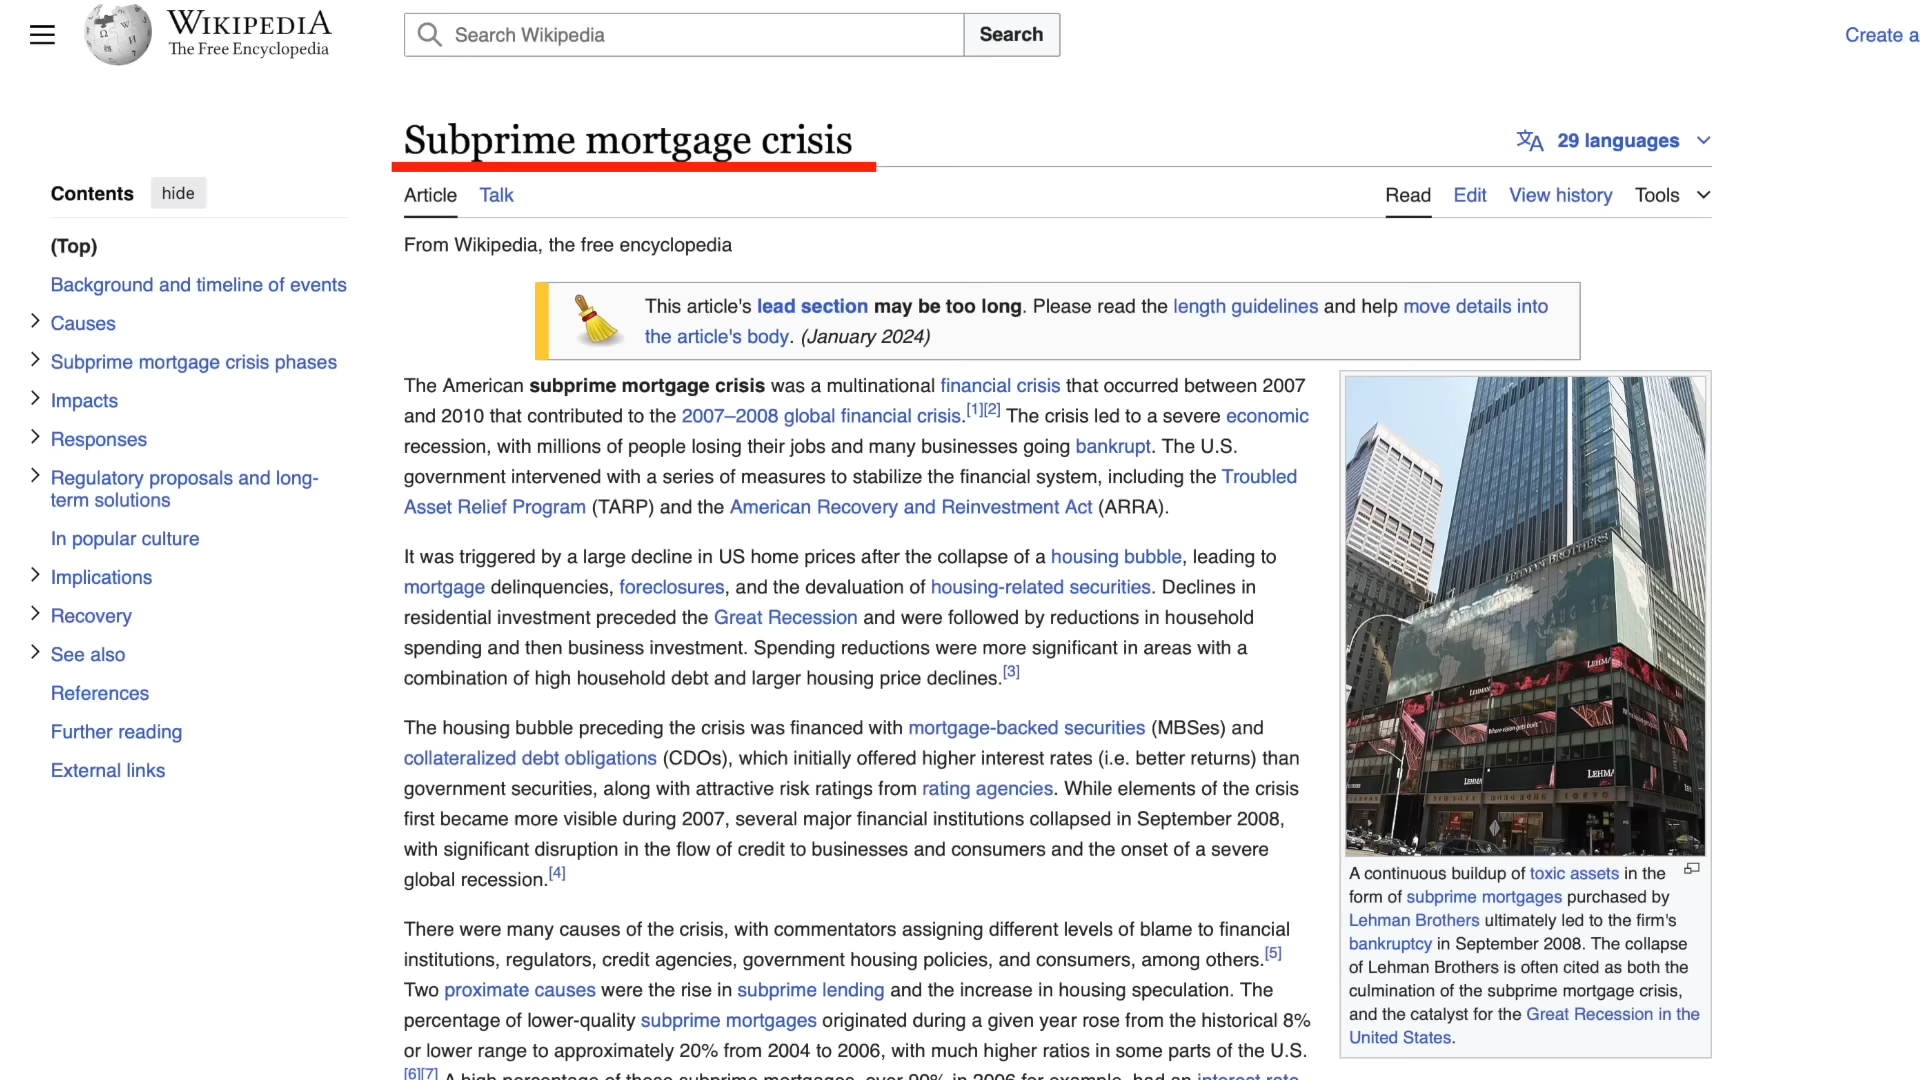 WIKIPEDIA
The Free Encyclopedia
Search Wikipedia
Search
Create a
Subprime mortgage crisis
29 languages
Contents
hide
Article
Talk
Read
Edit
View history
Tools
(Top)
Background and timeline of events
Causes
Subprime mortgage crisis phases
Impacts
Responses
Regulatory proposals and long-
term solutions
In popular culture
Implications
Recovery
See also
References
Further reading
External links
From Wikipedia, the free encyclopedia
This article's lead section may be too long. Please read the length guidelines and help move details into
the article's body. (January 2024)
The American subprime mortgage crisis was a multinational financial crisis that occurred between 2007
and 2010 that contributed to the 2007–2008 global financial crisis.[1][2] The crisis led to a severe economic
recession, with millions of people losing their jobs and many businesses going bankrupt. The U.S.
government intervened with a series of measures to stabilize the financial system, including the Troubled
Asset Relief Program (TARP) and the American Recovery and Reinvestment Act (ARRA).
It was triggered by a large decline in US home prices after the collapse of a housing bubble, leading to
mortgage delinquencies, foreclosures, and the devaluation of housing-related securities. Declines in
residential investment preceded the Great Recession and were followed by reductions in household
spending and then business investment. Spending reductions were more significant in areas with a
combination of high household debt and larger housing price declines.[3]
The housing bubble preceding the crisis was financed with mortgage-backed securities (MBSes) and
collateralized debt obligations (CDOs), which initially offered higher interest rates (i.e. better returns) than
government securities, along with attractive risk ratings from rating agencies. While elements of the crisis
first became more visible during 2007, several major financial institutions collapsed in September 2008,
with significant disruption in the flow of credit to businesses and consumers and the onset of a severe
global recession.[4]
There were many causes of the crisis, with commentators assigning different levels of blame to financial
institutions, regulators, credit agencies, government housing policies, and consumers, among others.[5]
Two proximate causes were the rise in subprime lending and the increase in housing speculation. The
percentage of lower-quality subprime mortgages originated during a given year rose from the historical 8%
or lower range to approximately 20% from 2004 to 2006, with much higher ratios in some parts of the U.S.
[6][7] A high percentage of these subprime mortgages, over 90% in 2006 for example, had an interest rate
LEHMAN BROTHERS
AUG 12
LEHMA
LEHMAN
Where vision gets built.
LEHMA
LEHMA
NEW YORK HONG KONG TOKYO
A continuous buildup of toxic assets in the
form of subprime mortgages purchased by
Lehman Brothers ultimately led to the firm's
bankruptcy in September 2008. The collapse
of Lehman Brothers is often cited as both the
culmination of the subprime mortgage crisis,
and the catalyst for the Great Recession in the
United States.